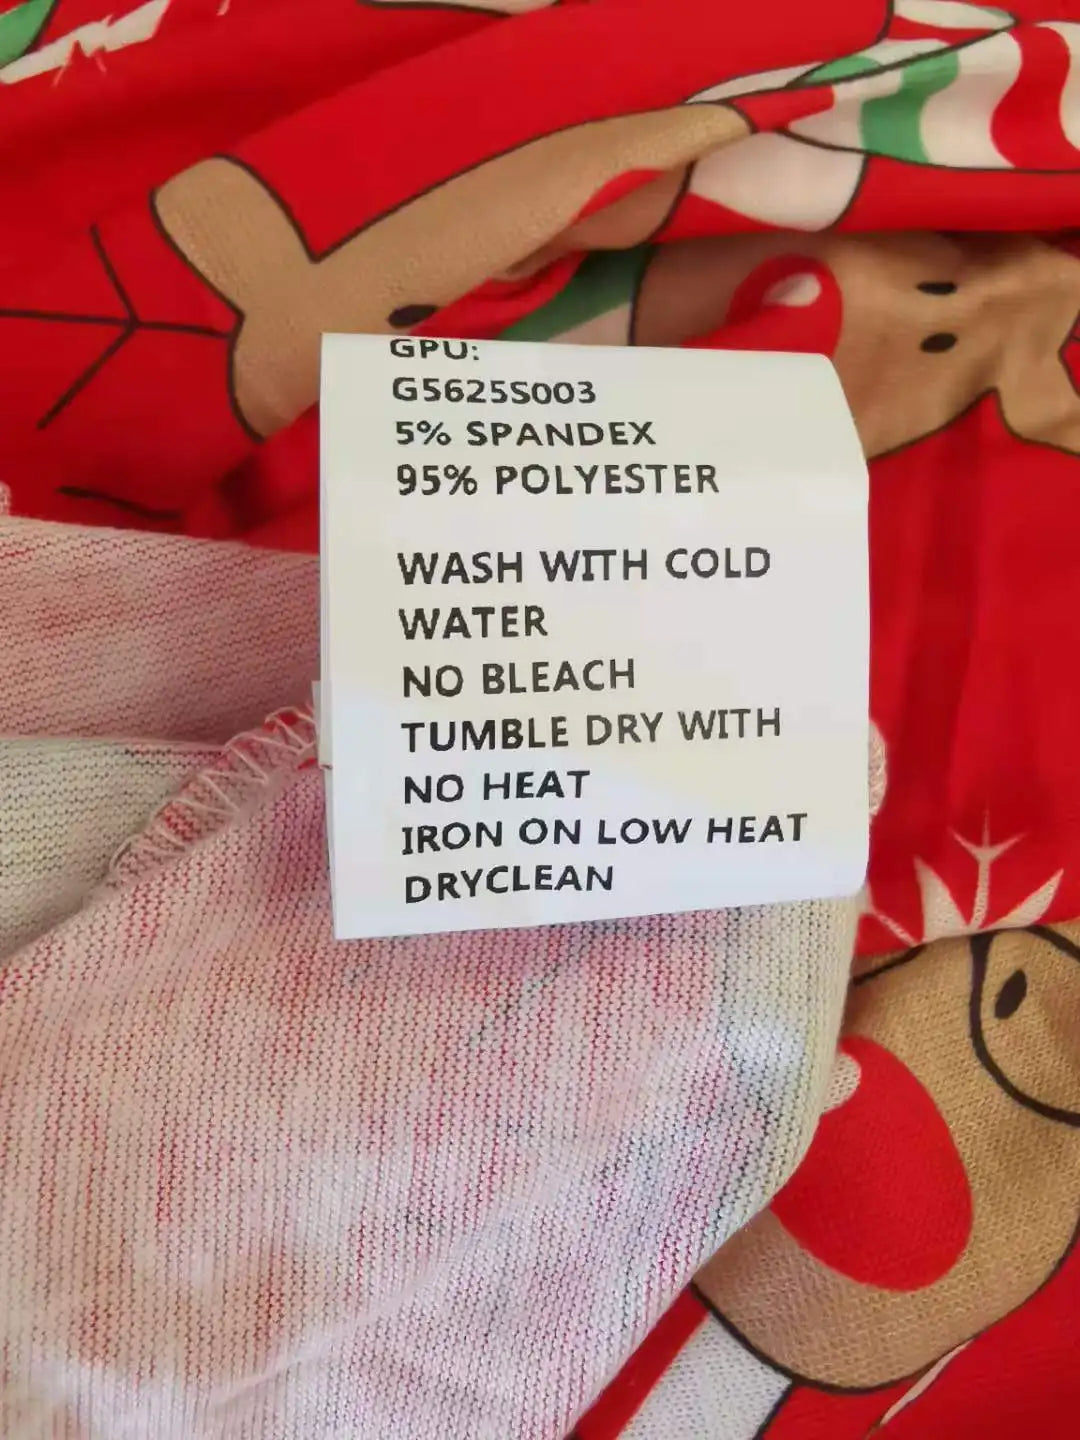 GPU:
G5625S003
5% SPANDEX
95% POLYESTER
WASH WITH COLD
WATER
NO BLEACH
TUMBLE DRY WITH
NO HEAT
IRON ON LOW HEAT
DRYCLEAN